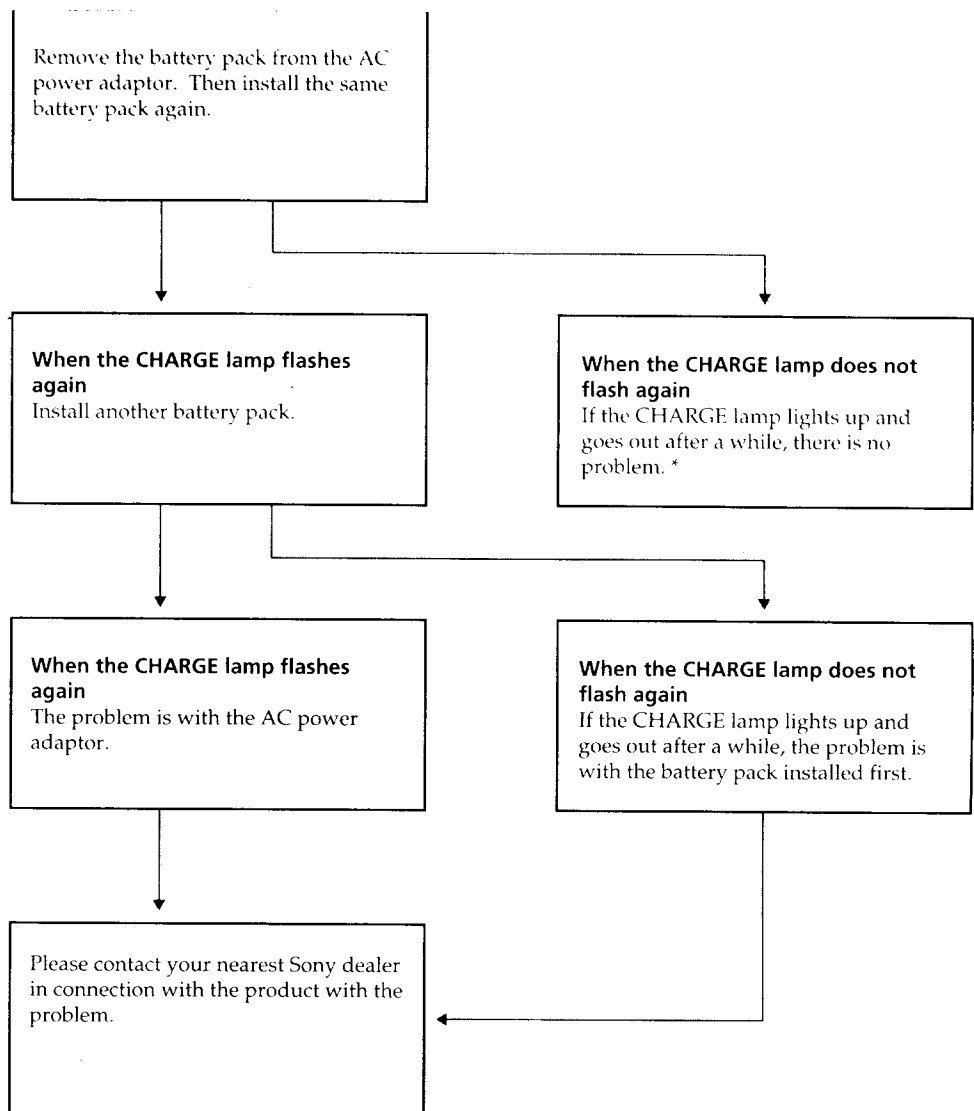 Remove the battery pack from the AC
power adaptor. Then install the same
battery pack again.
When the CHARGE lamp flashes
again
Install another battery pack.
When the CHARGE lamp does not
flash again
If the CHARGE lamp lights up and
goes out after a while, there is no
problem. *
When the CHARGE lamp flashes
again
The problem is with the AC power
adaptor.
When the CHARGE lamp does not
flash again
If the CHARGE lamp lights up and
goes out after a while, the problem is
with the battery pack installed first.
Please contact your nearest Sony dealer
in connection with the product with the
problem.